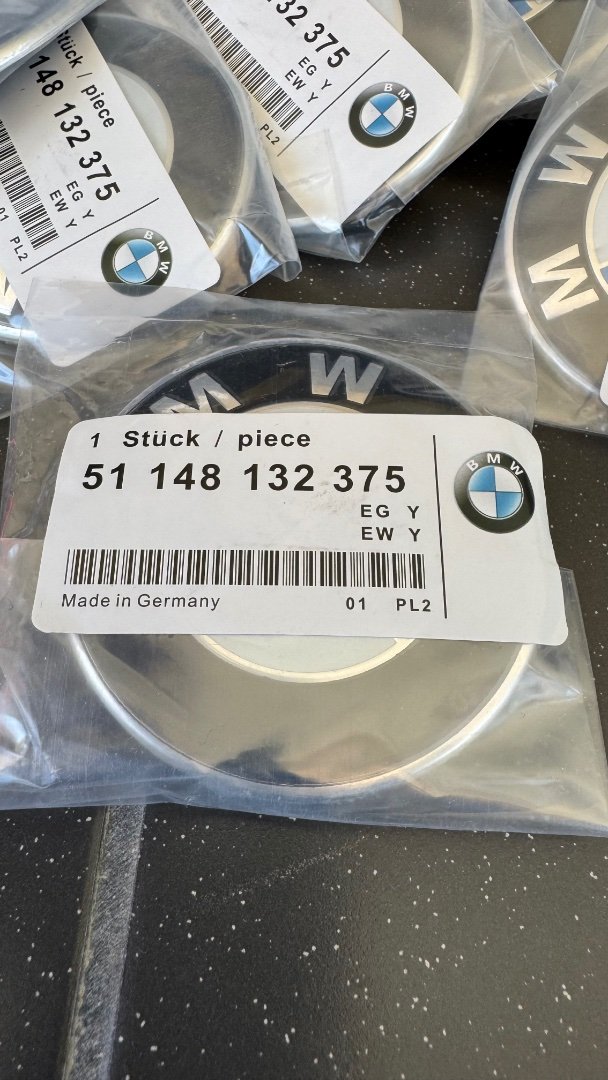 32 375
EG Y
EW Y
PL2
BMW
Stück / piece
148 132 375
EG Y
EW Y
01 PL2
BMW
M W
1 Stück / piece
51 148 132 375
EG Y
EW Y
Made in Germany 01 PL2
BMW
M
M